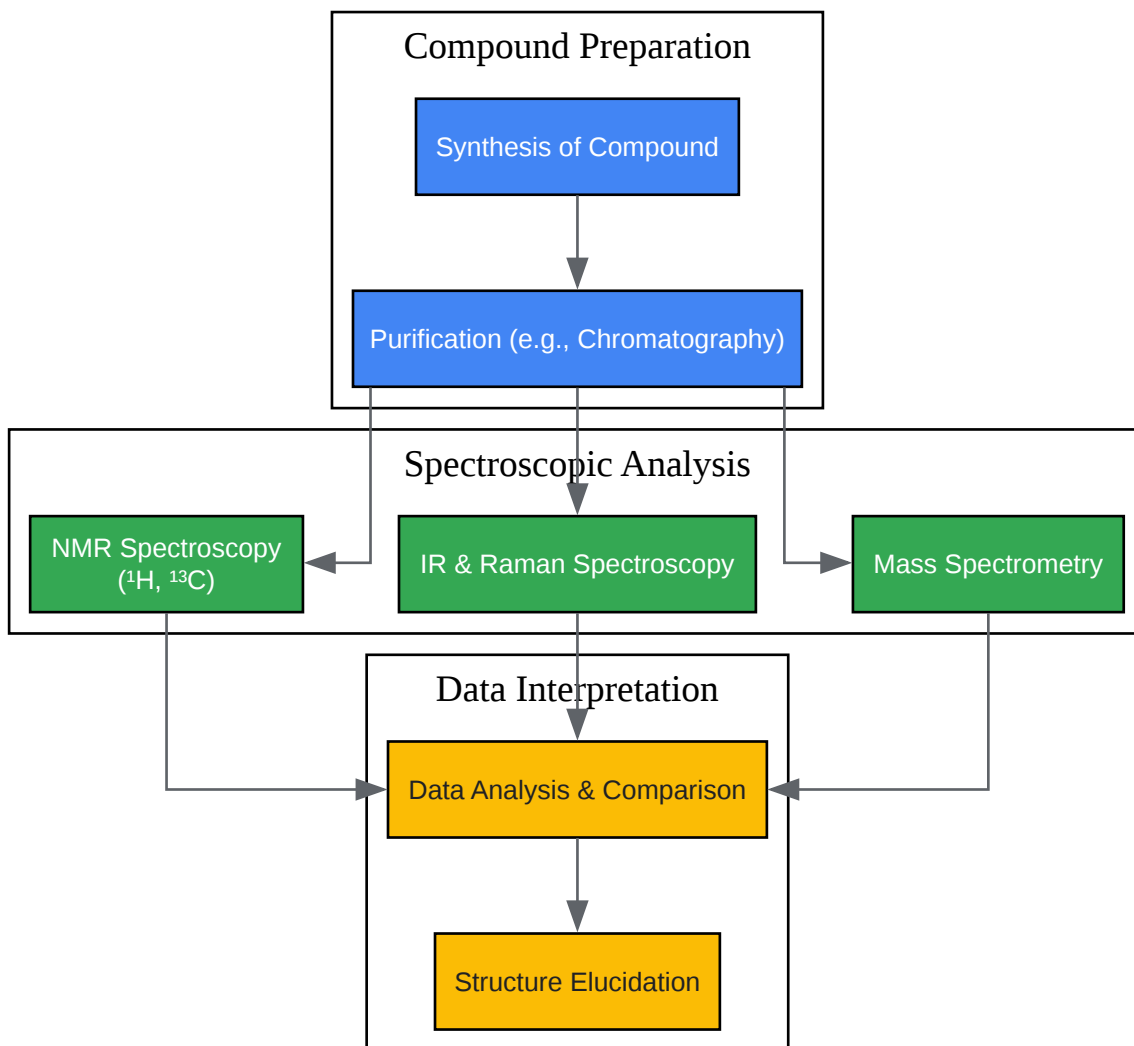 Compound Preparation
Synthesis of Compound
Purification (e.g., Chromatography)
Spectroscopic Analysis
NMR Spectroscopy
(¹H, ¹³C)
IR & Raman Spectroscopy
Mass Spectrometry
Data Interpretation
Data Analysis & Comparison
Structure Elucidation